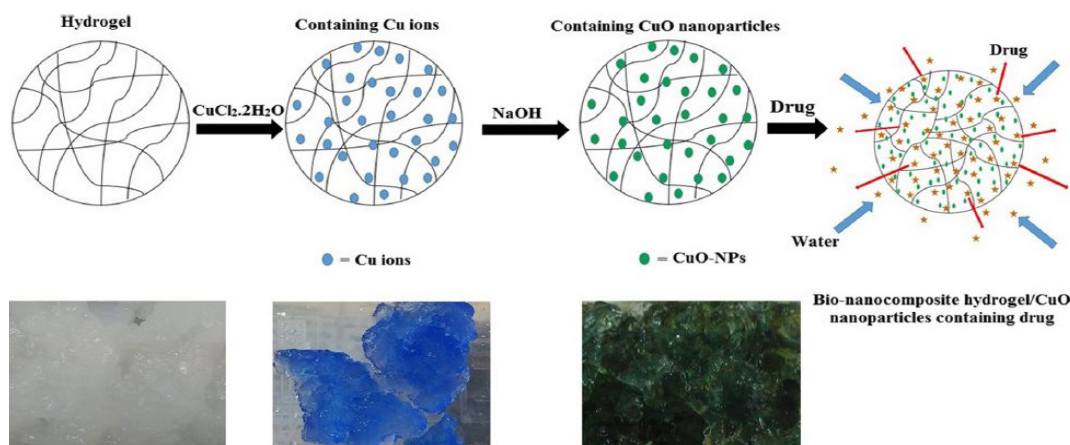 Hydrogel
Containing Cu ions
Containing CuO nanoparticles
Drug
CuCl₂.2H₂O
NaOH
Drug
Water
= Cu ions
= CuO-NPs
Bio-nanocomposite hydrogel/CuO
nanoparticles containing drug